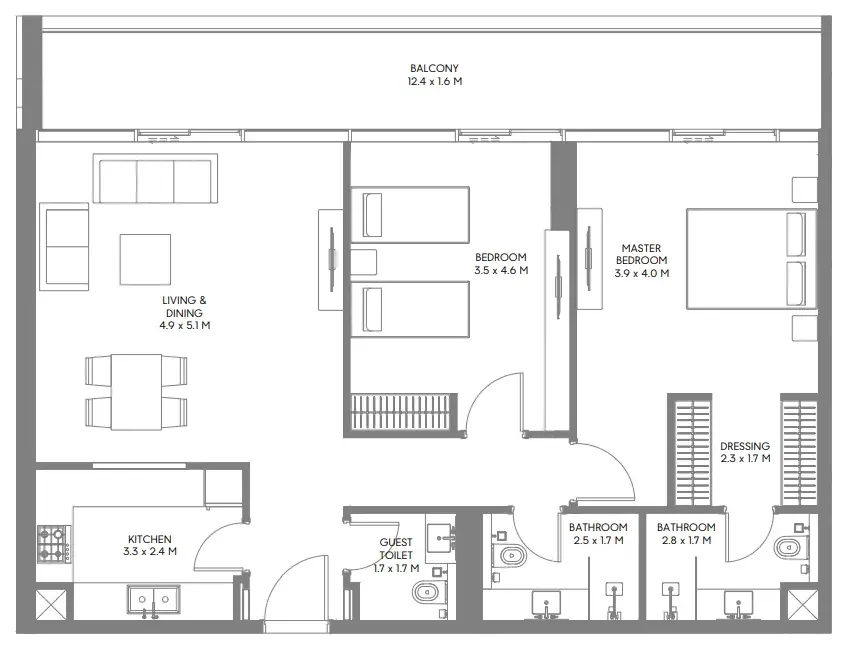 BALCONY
12.4 x 1.6 M
LIVING &
DINING
4.9 x 5.1 M
BEDROOM
3.5 x 4.6 M
MASTER
BEDROOM
3.9 x 4.0 M
DRESSING
2.3 x 1.7 M
KITCHEN
3.3 x 2.4 M
GUEST
TOILET
1.7 x 1.7 M
BATHROOM
2.5 x 1.7 M
BATHROOM
2.8 x 1.7 M